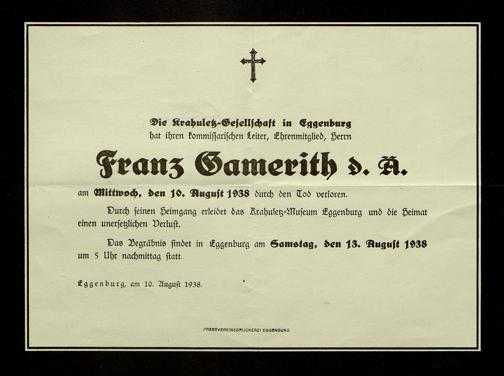 Die Krahuletz-Gesellschaft in Eggenburg
hat ihren kommissarischen Leiter, Ehrenmitglied, Herrn
Franz Gamerith d. Ä.
am Mittwoch, den 10. August 1938 durch den Tod verloren.
Durch seinen Heimgang erleidet das Krahuletz-Museum Eggenburg und die Heimat
einen unersetzlichen Verlust.
Das Begräbnis findet in Eggenburg am Samstag, den 13. August 1938
um 5 Uhr nachmittag statt.
Eggenburg, am 10. August 1938.
PRESSVEREINSDRUCKEREI EGGENBURG